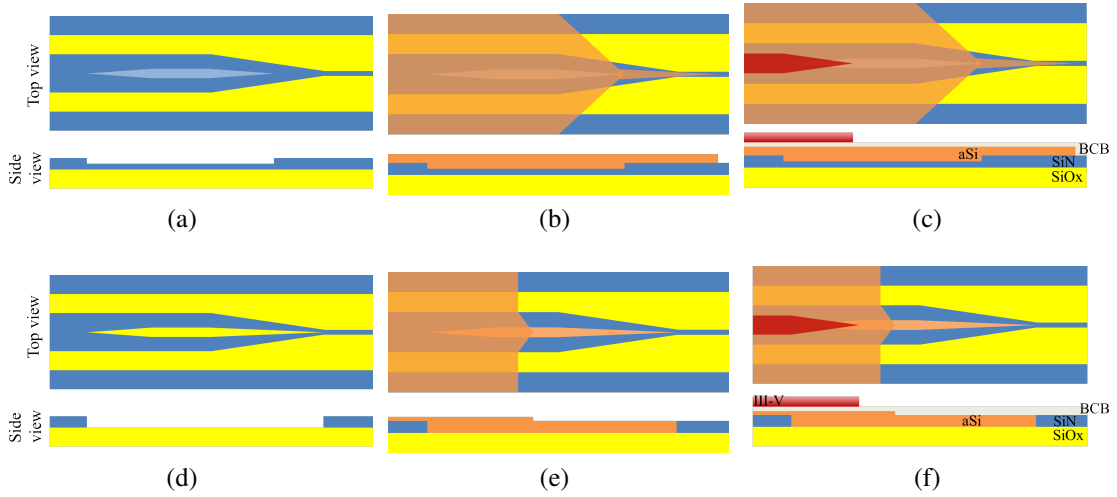 Top view
Side view
(a)
(b)
aSi
BCB
SiN
SiOx
(c)
Top view
Side view
(d)
(e)
III-V
BCB
aSi
SiN
SiOx
(f)